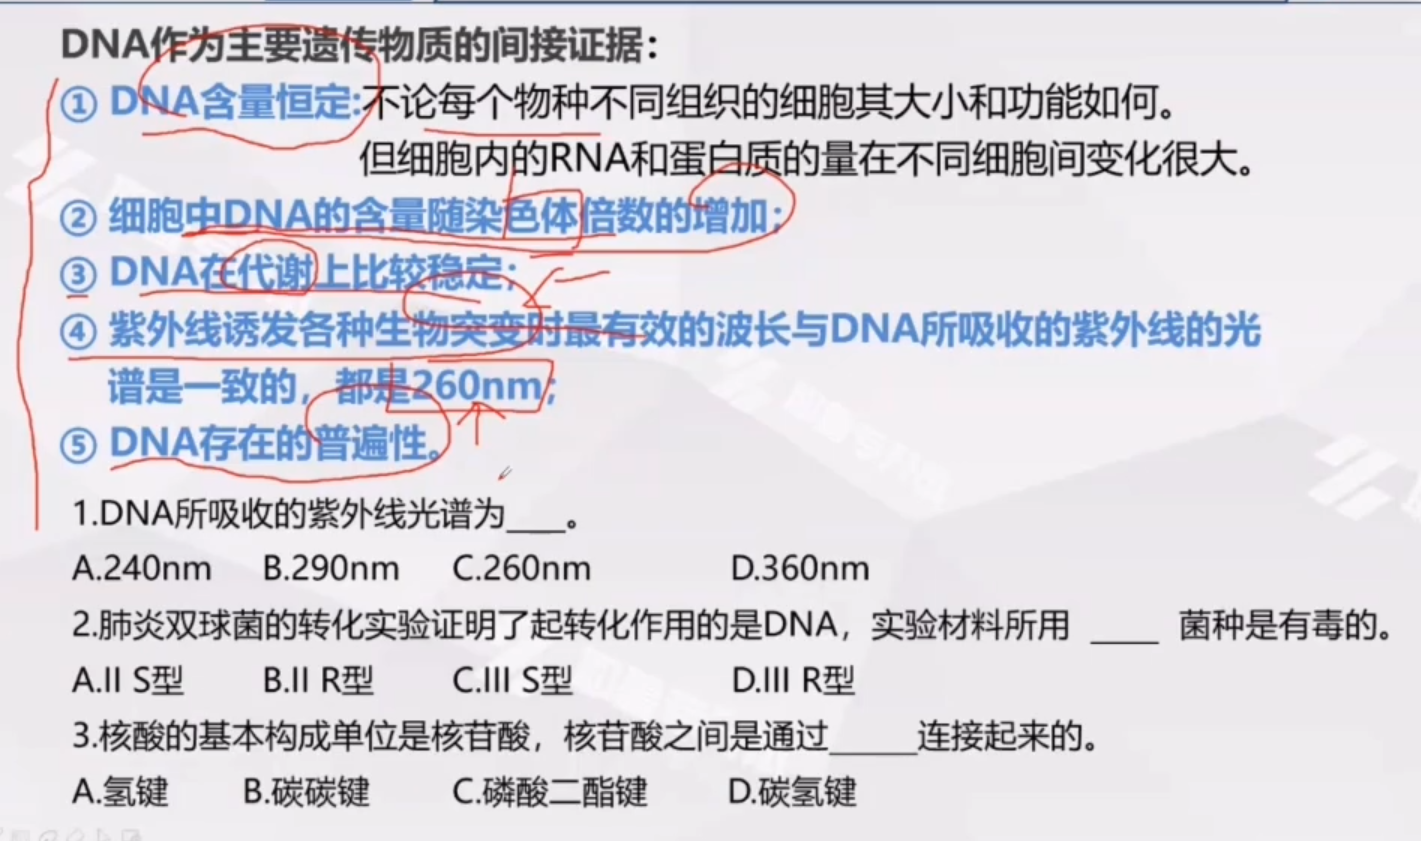 DNA作为主要遗传物质的间接证据：
① DNA含量恒定:不论每个物种不同组织的细胞其大小和功能如何。
但细胞内的RNA和蛋白质的量在不同细胞间变化很大。
② 细胞中DNA的含量随染色体倍数的增加;
③ DNA在代谢上比较稳定；
④ 紫外线诱发各种生物突变时最有效的波长与DNA所吸收的紫外线的光
谱是一致的，都是260nm;
⑤ DNA存在的普遍性。
1.DNA所吸收的紫外线光谱为____。
A.240nm B.290nm C.260nm D.360nm
2.肺炎双球菌的转化实验证明了起转化作用的是DNA，实验材料所用 ____ 菌种是有毒的。
A.II S型 B.II R型 C.III S型 D.III R型
3.核酸的基本构成单位是核苷酸，核苷酸之间是通过_____连接起来的。
A.氢键 B.碳碳键 C.磷酸二酯键 D.碳氢键